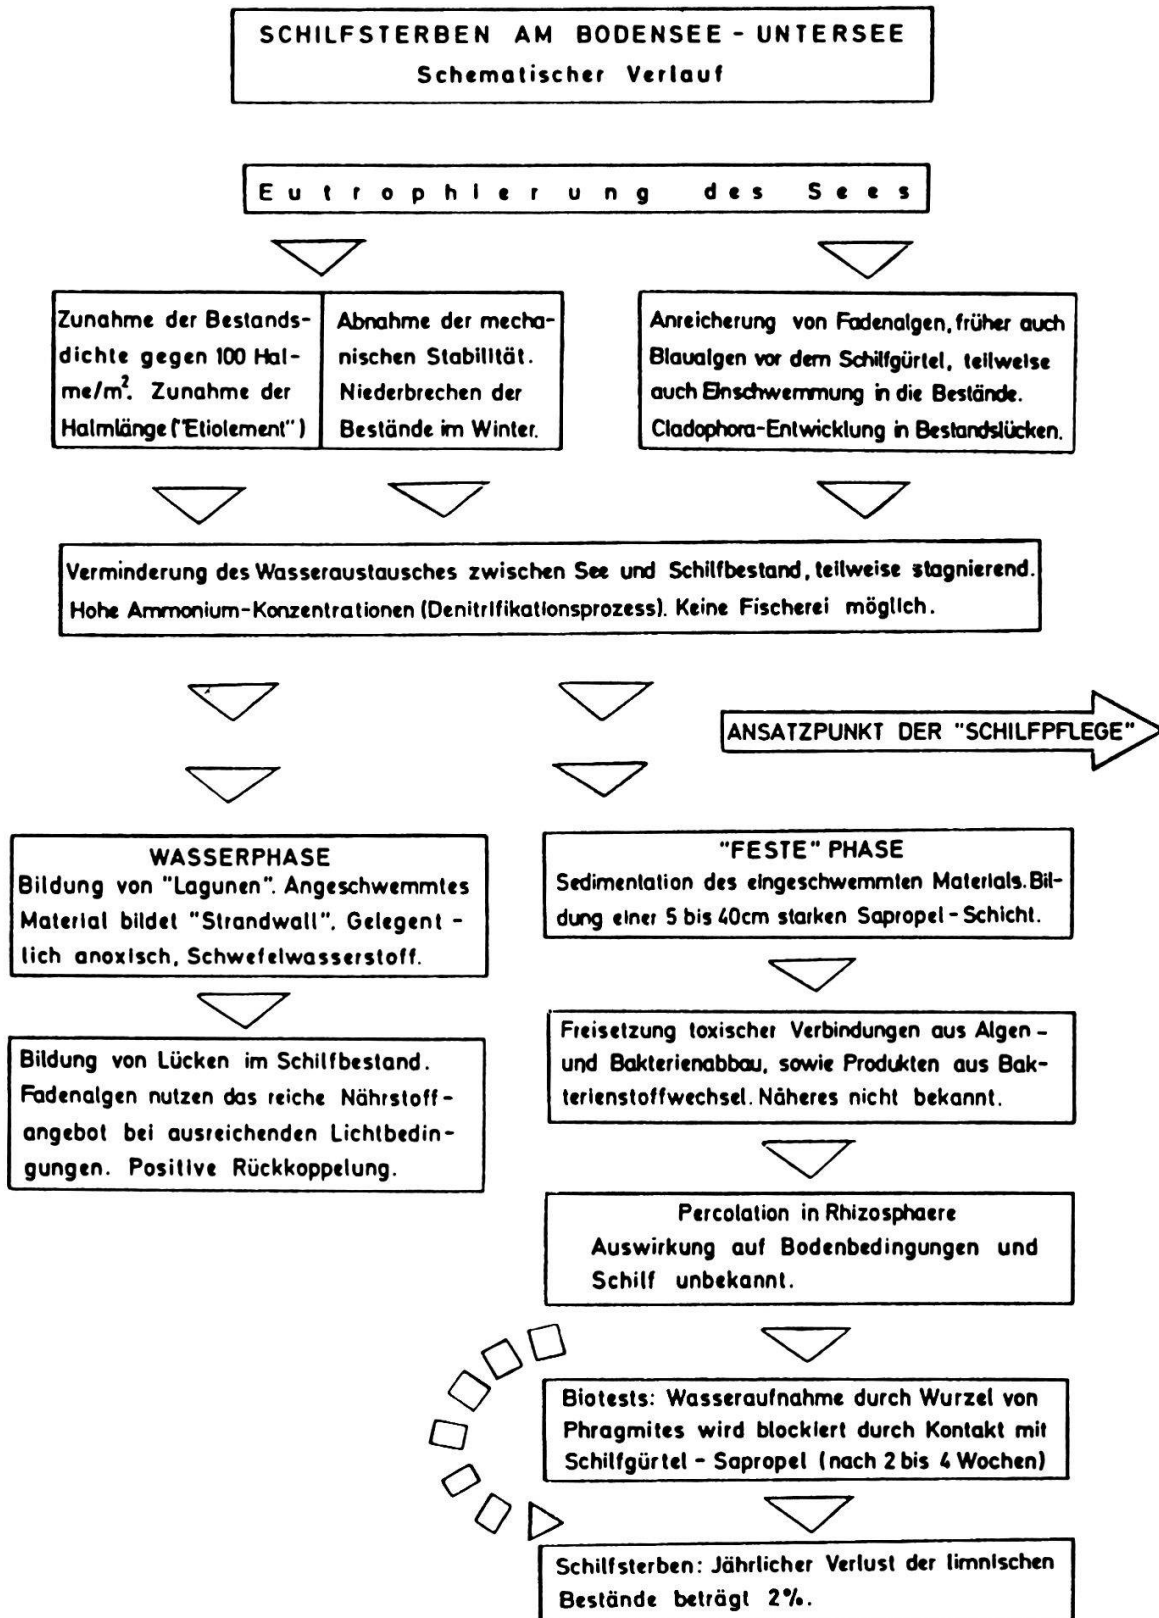 SCHILFSTERBEN AM BODENSEE - UNTERSEE
Schematischer Verlauf
Eutrophierung des Sees
Zunahme der Bestands-
dichte gegen 100 Hal-
me/m². Zunahme der
Halmlänge ("Etiolement")
Abnahme der mecha-
nischen Stabilität.
Niederbrechen der
Bestände im Winter.
Anreicherung von Fadenalgen, früher auch
Blaualgen vor dem Schilfgürtel, teilweise
auch Einschwemmung in die Bestände.
Cladophora-Entwicklung in Bestandslücken.
Verminderung des Wasseraustausches zwischen See und Schilfbestand, teilweise stagnierend.
Hohe Ammonium-Konzentrationen (Denitrifikationsprozess). Keine Fischerei möglich.
ANSATZPUNKT DER "SCHILFPFLEGE"
WASSERPHASE
Bildung von "Lagunen". Angeschwemmtes
Material bildet "Strandwall". Gelegent -
lich anoxisch, Schwefelwasserstoff.
Bildung von Lücken im Schilfbestand.
Fadenalgen nutzen das reiche Nährstoff -
angebot bei ausreichenden Lichtbedin-
gungen. Positive Rückkoppelung.
"FESTE" PHASE
Sedimentation des eingeschwemmten Materials. Bil-
dung einer 5 bis 40cm starken Sapropel - Schicht.
Freisetzung toxischer Verbindungen aus Algen -
und Bakterienabbau, sowie Produkten aus Bak-
terienstoffwechsel. Näheres nicht bekannt.
Percolation in Rhizosphaere
Auswirkung auf Bodenbedingungen und
Schilf unbekannt.
Biotests: Wasseraufnahme durch Wurzel von
Phragmites wird blockiert durch Kontakt mit
Schilfgürtel - Sapropel (nach 2 bis 4 Wochen)
Schilfsterben: Jährlicher Verlust der limnischen
Bestände beträgt 2%.